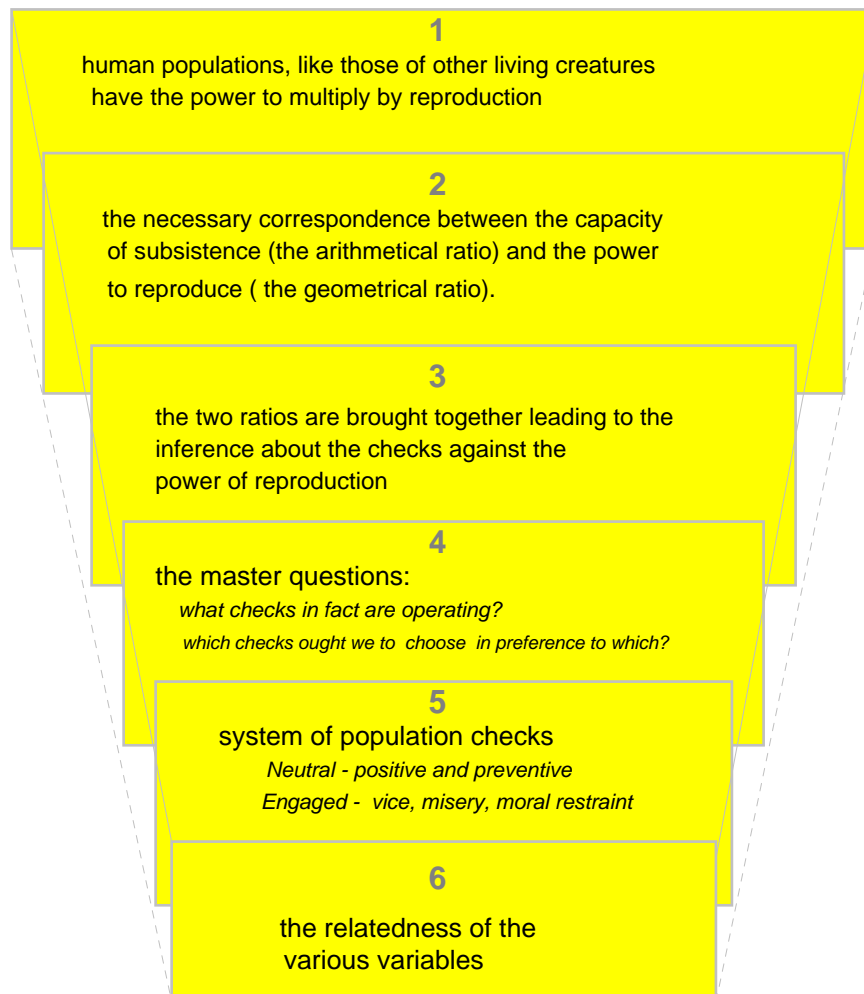 1
human populations, like those of other living creatures
have the power to multiply by reproduction
2
the necessary correspondence between the capacity
of subsistence (the arithmetical ratio) and the power
to reproduce ( the geometrical ratio).
3
the two ratios are brought together leading to the
inference about the checks against the
power of reproduction
4
the master questions:
what checks in fact are operating?
which checks ought we to choose in preference to which?
5
system of population checks
Neutral - positive and preventive
Engaged - vice, misery, moral restraint
6
the relatedness of the
various variables